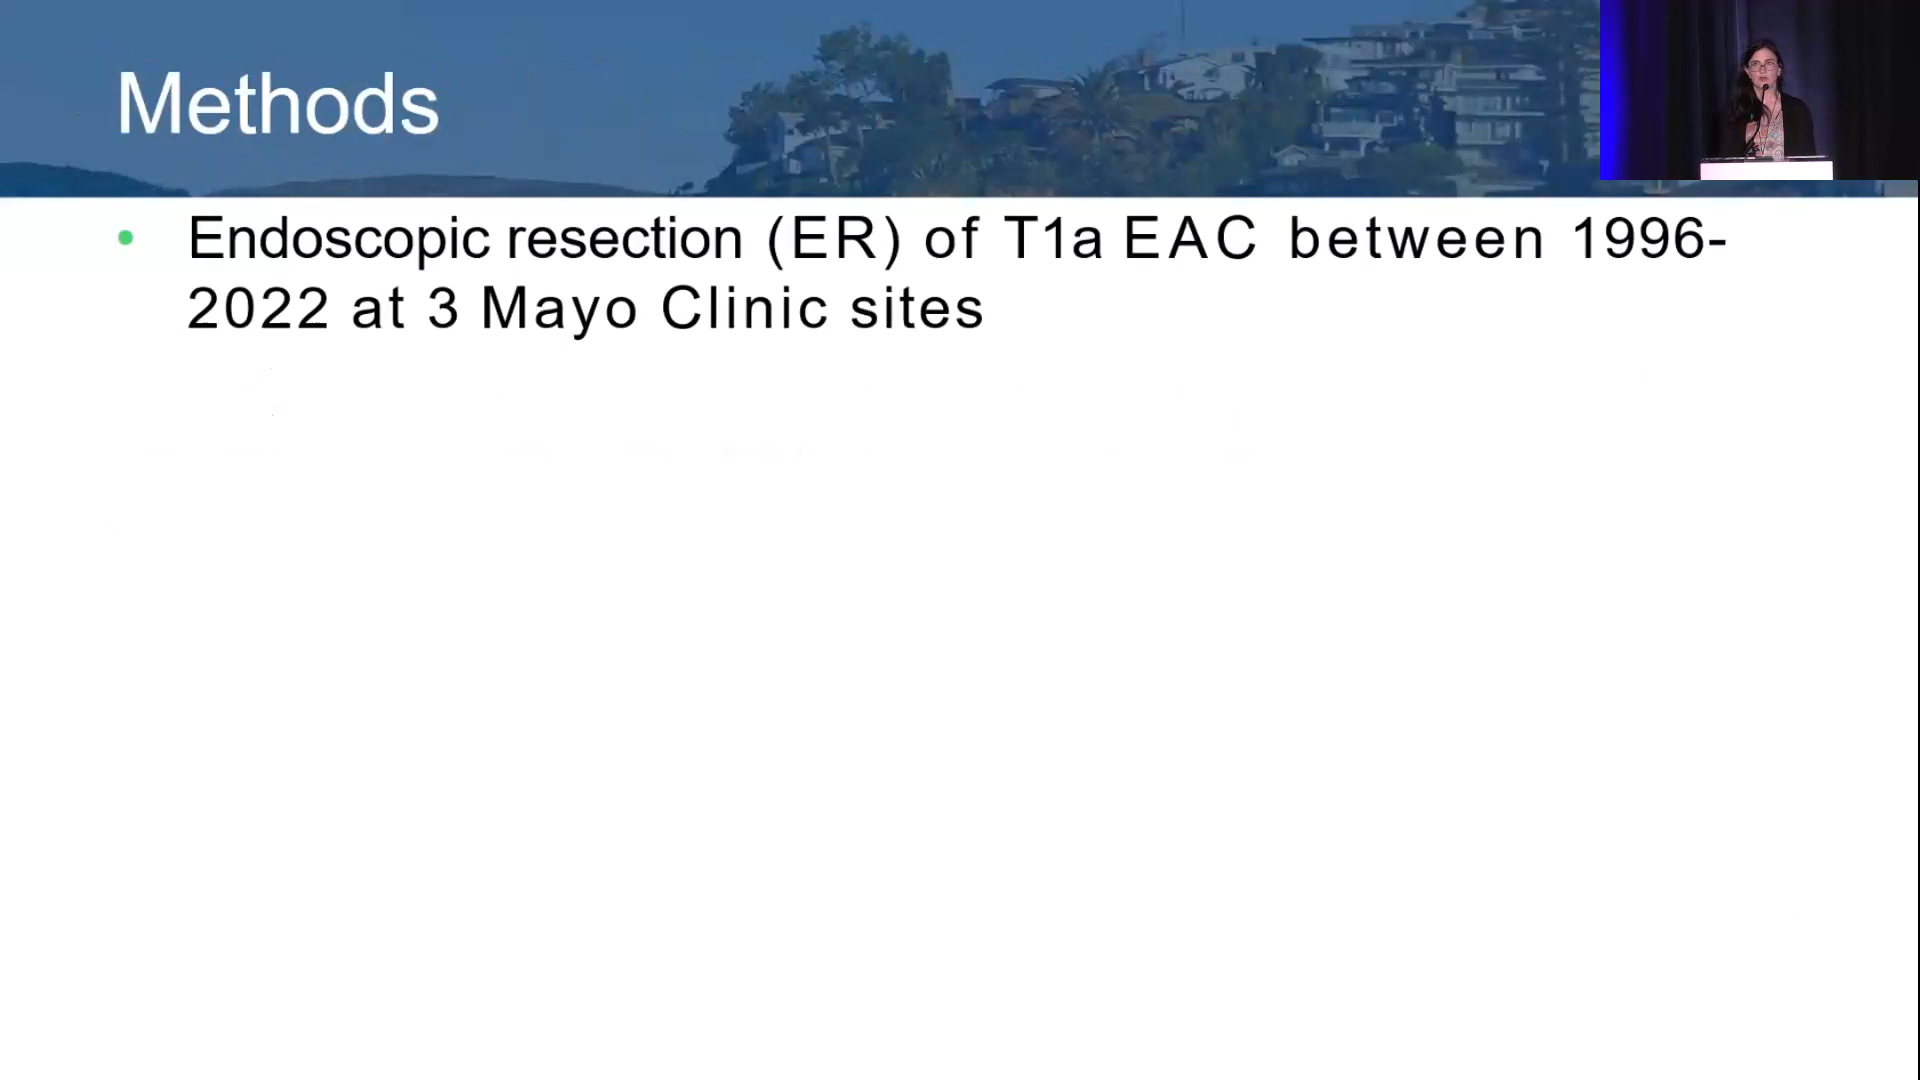 Methods
• Endoscopic resection (ER) of T1a EAC between 1996-
2022 at 3 Mayo Clinic sites